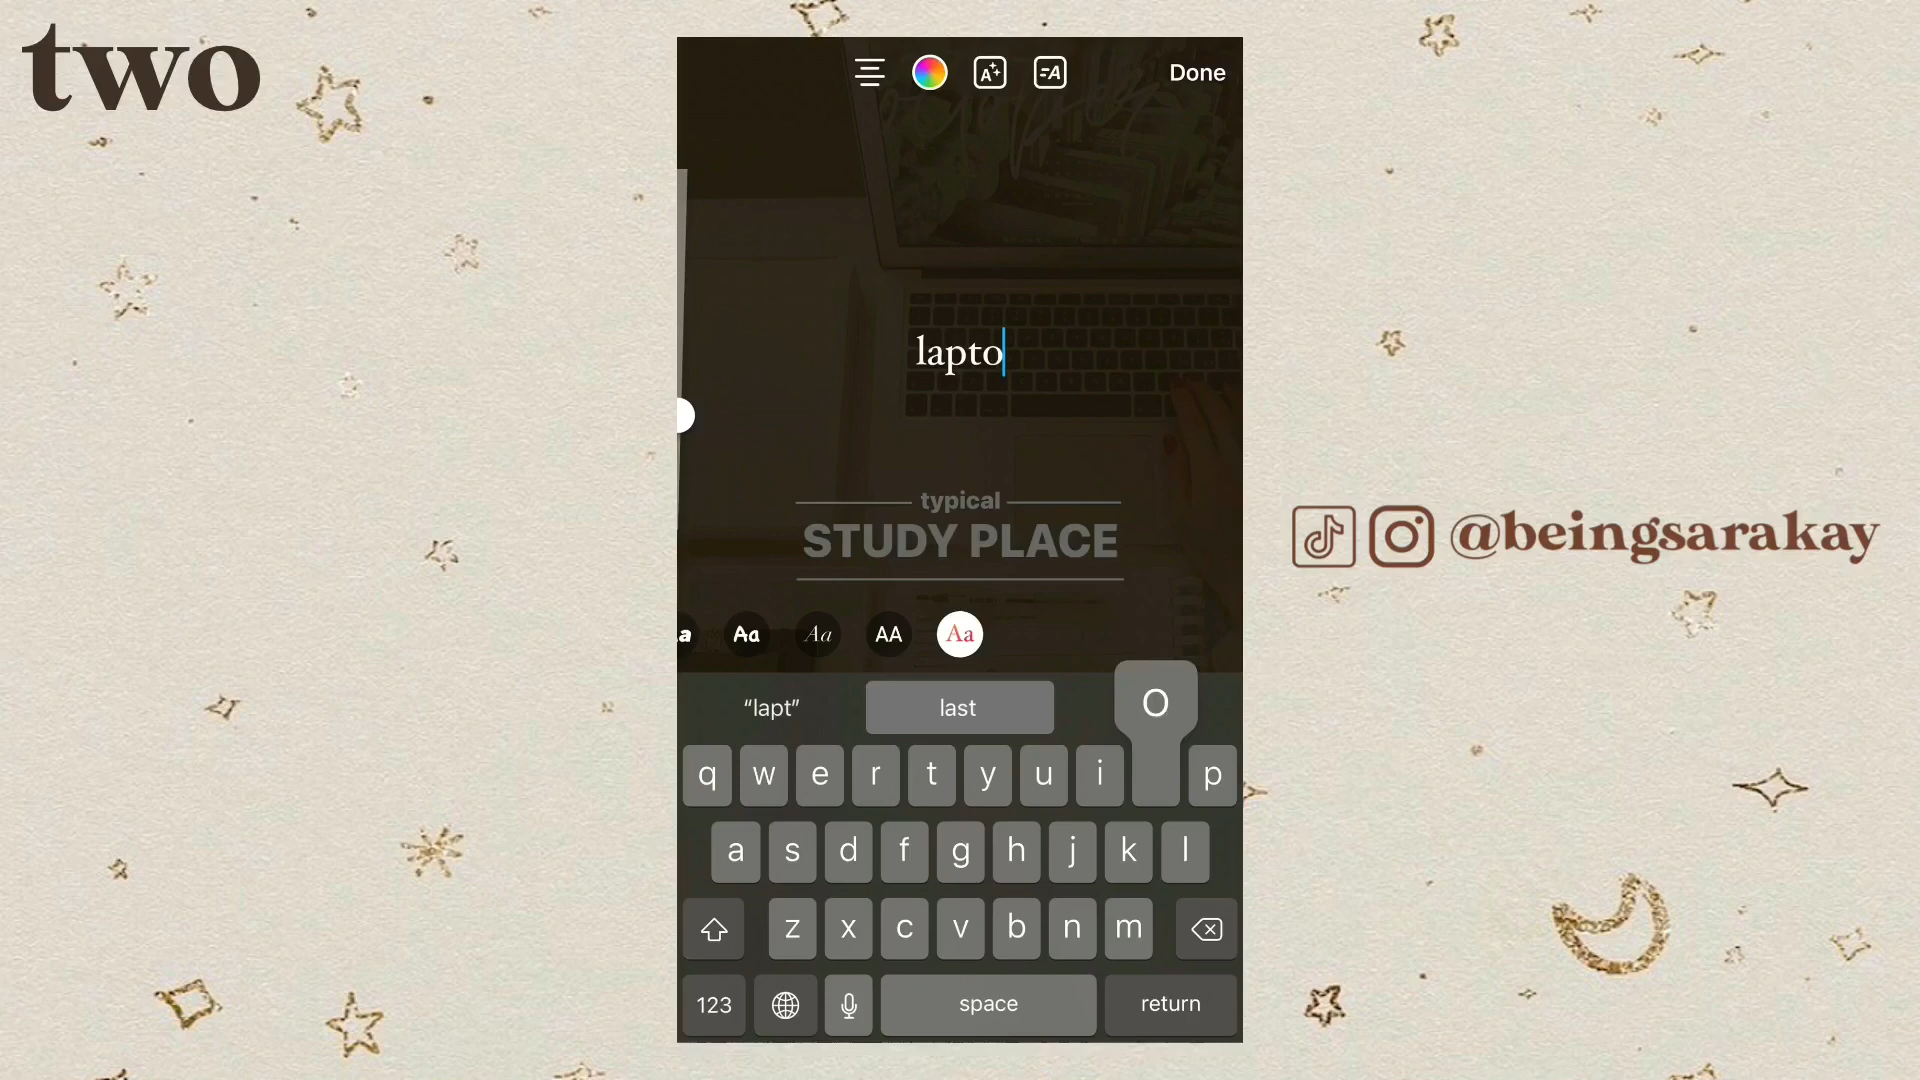 two
Done
lapto
typical
STUDY PLACE
a Aa Aa AA Aa
“lapt” last O
q w e r t y u i p
a s d f g h j k l
z x c v b n m
123 space return
@beingsarakay